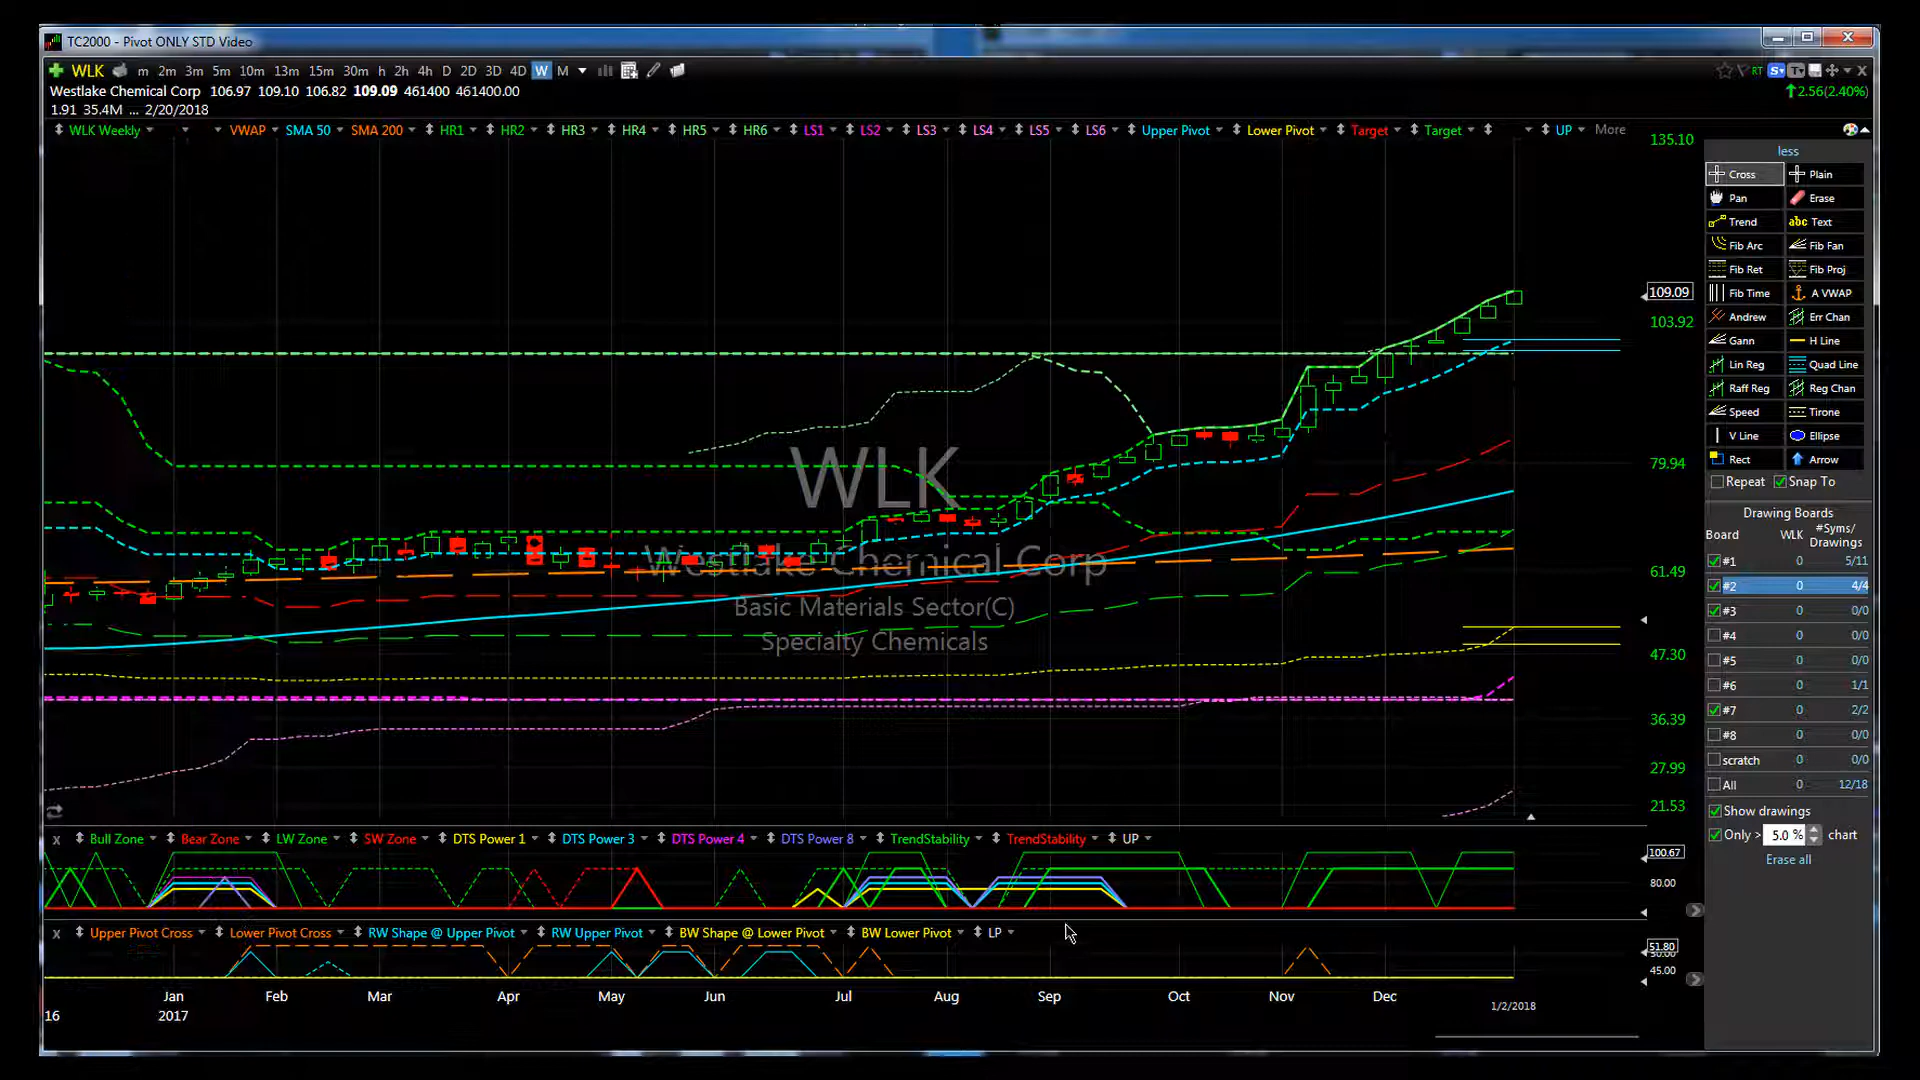 TC2000 - Pivot ONLY STD Video
WLK m 2m 3m 5m 10m 13m 15m 30m h 2h 4h D 2D 3D 4D W M
RT S T X
Westlake Chemical Corp 106.97 109.10 106.82 109.09 461400 461400.00
2.56(2.40%)
1.91 35.4M ... 2/20/2018
WLK Weekly VWAP SMA 50 SMA 200 HR1 HR2 HR3 HR4 HR5 HR6 LS1 LS2 LS3 LS4 LS5 LS6 Upper Pivot Lower Pivot Target Target UP More
135.10
109.09
103.92
79.94
61.49
47.30
36.39
27.99
21.53
WLK
Westlake Chemical Corp
Basic Materials Sector(C)
Specialty Chemicals
x Bull Zone Bear Zone LW Zone SW Zone DTS Power 1 DTS Power 3 DTS Power 4 DTS Power 8 TrendStability TrendStability UP
100.67
80.00
x Upper Pivot Cross Lower Pivot Cross RW Shape @ Upper Pivot RW Upper Pivot BW Shape @ Lower Pivot BW Lower Pivot LP
51.80
45.00
Jan Feb Mar Apr May Jun Jul Aug Sep Oct Nov Dec
16 2017 1/2/2018
less
Cross Plain
Pan Erase
Trend abc Text
Fib Arc Fib Fan
Fib Ret Fib Proj
Fib Time A VWAP
Andrew Err Chan
Gann H Line
Lin Reg Quad Line
Raff Reg Reg Chan
Speed Tirone
V Line Ellipse
Rect Arrow
Repeat Snap To
Drawing Boards
Board WLK #Syms/
Drawings
#1 0 5/11
#2 0 4/4
#3 0 0/0
#4 0 0/0
#5 0 0/0
#6 0 1/1
#7 0 2/2
#8 0 0/0
scratch 0 0/0
All 0 12/18
Show drawings
Only > 5.0 % chart
Erase all